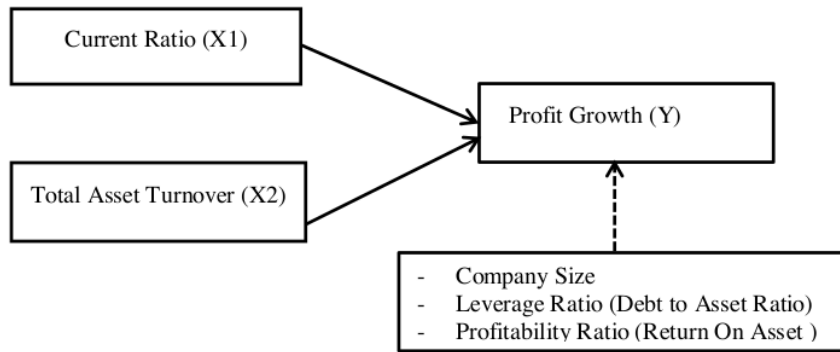 Current Ratio (X1)
Profit Growth (Y)
Total Asset Turnover (X2)
- Company Size
- Leverage Ratio (Debt to Asset Ratio)
- Profitability Ratio (Return On Asset )